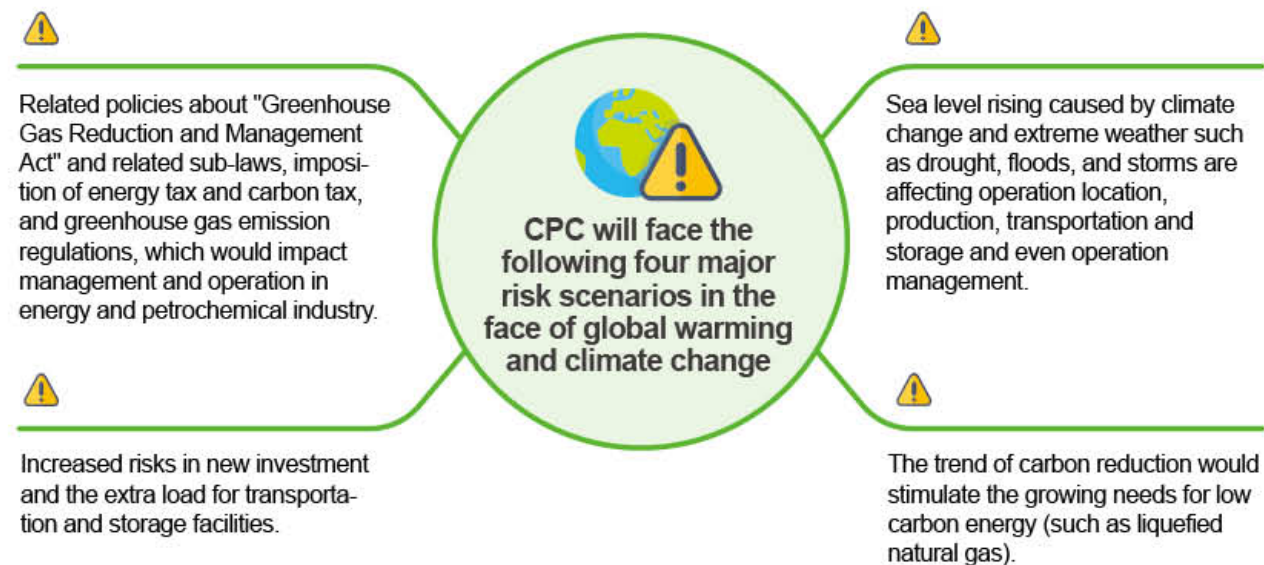 Related policies about "Greenhouse
Gas Reduction and Management
Act" and related sub-laws, imposi-
tion of energy tax and carbon tax,
and greenhouse gas emission
regulations, which would impact
management and operation in
energy and petrochemical industry.
CPC will face the
following four major
risk scenarios in the
face of global warming
and climate change
Sea level rising caused by climate
change and extreme weather such
as drought, floods, and storms are
affecting operation location,
production, transportation and
storage and even operation
management.
Increased risks in new investment
and the extra load for transporta-
tion and storage facilities.
The trend of carbon reduction would
stimulate the growing needs for low
carbon energy (such as liquefied
natural gas).